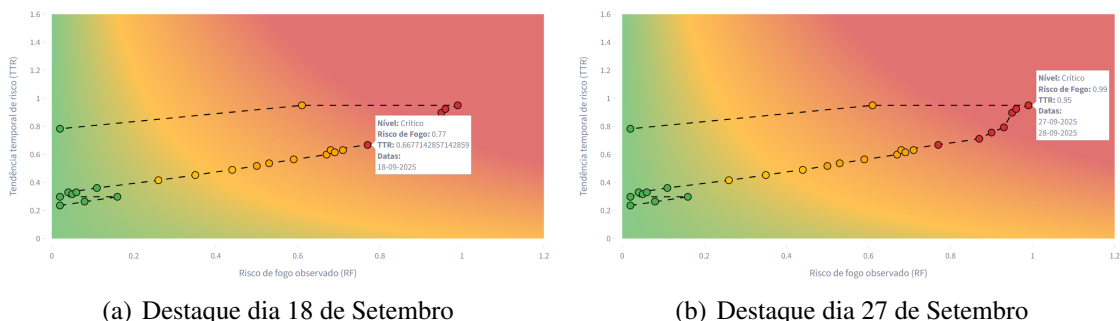 1.6
1.4
1.2
1
0.8
0.6
0.4
0.2
0
Tendência temporal de risco (TTR)
Nível: Crítico
Risco de Fogo: 0.77
TTR: 0.6677142857142859
Datas:
18-09-2025
0
0.2
0.4
0.6
0.8
1
1.2
Risco de fogo observado (RF)
(a) Destaque dia 18 de Setembro
1.6
1.4
1.2
1
0.8
0.6
0.4
0.2
0
Tendência temporal de risco (TTR)
Nível: Crítico
Risco de Fogo: 0.99
TTR: 0.95
Datas:
27-09-2025
28-09-2025
0
0.2
0.4
0.6
0.8
1
1.2
Risco de fogo observado (RF)
(b) Destaque dia 27 de Setembro